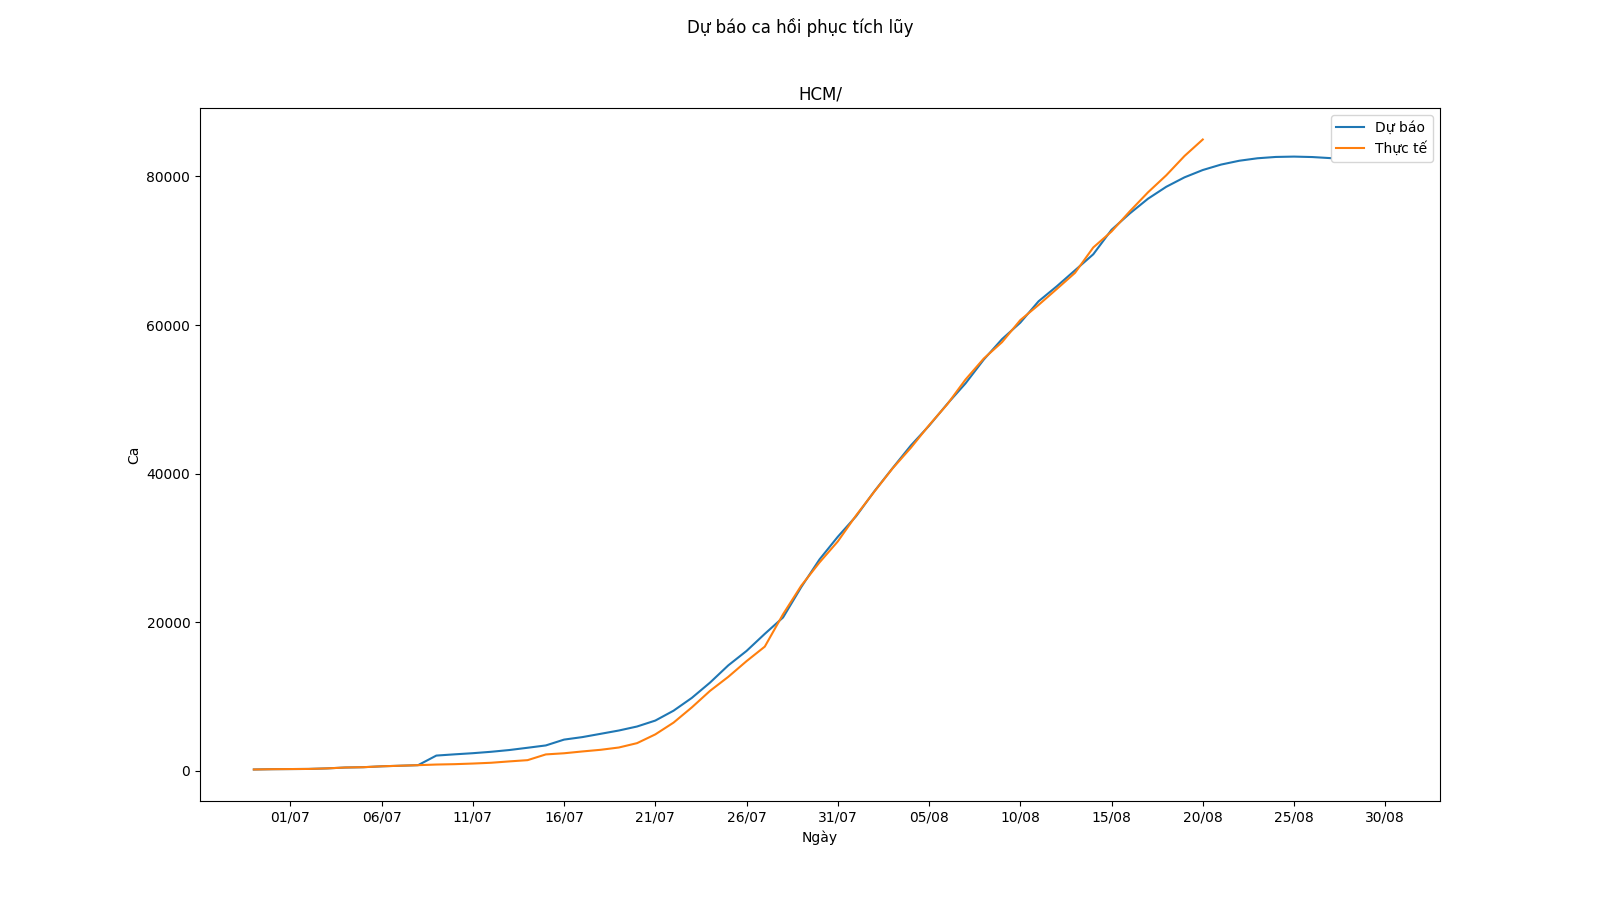 Dự báo ca hồi phục tích lũy
HCM/
Dự báo
Thực tế
80000
60000
40000
20000
0
Ca
01/07 06/07 11/07 16/07 21/07 26/07 31/07 05/08 10/08 15/08 20/08 25/08 30/08
Ngày